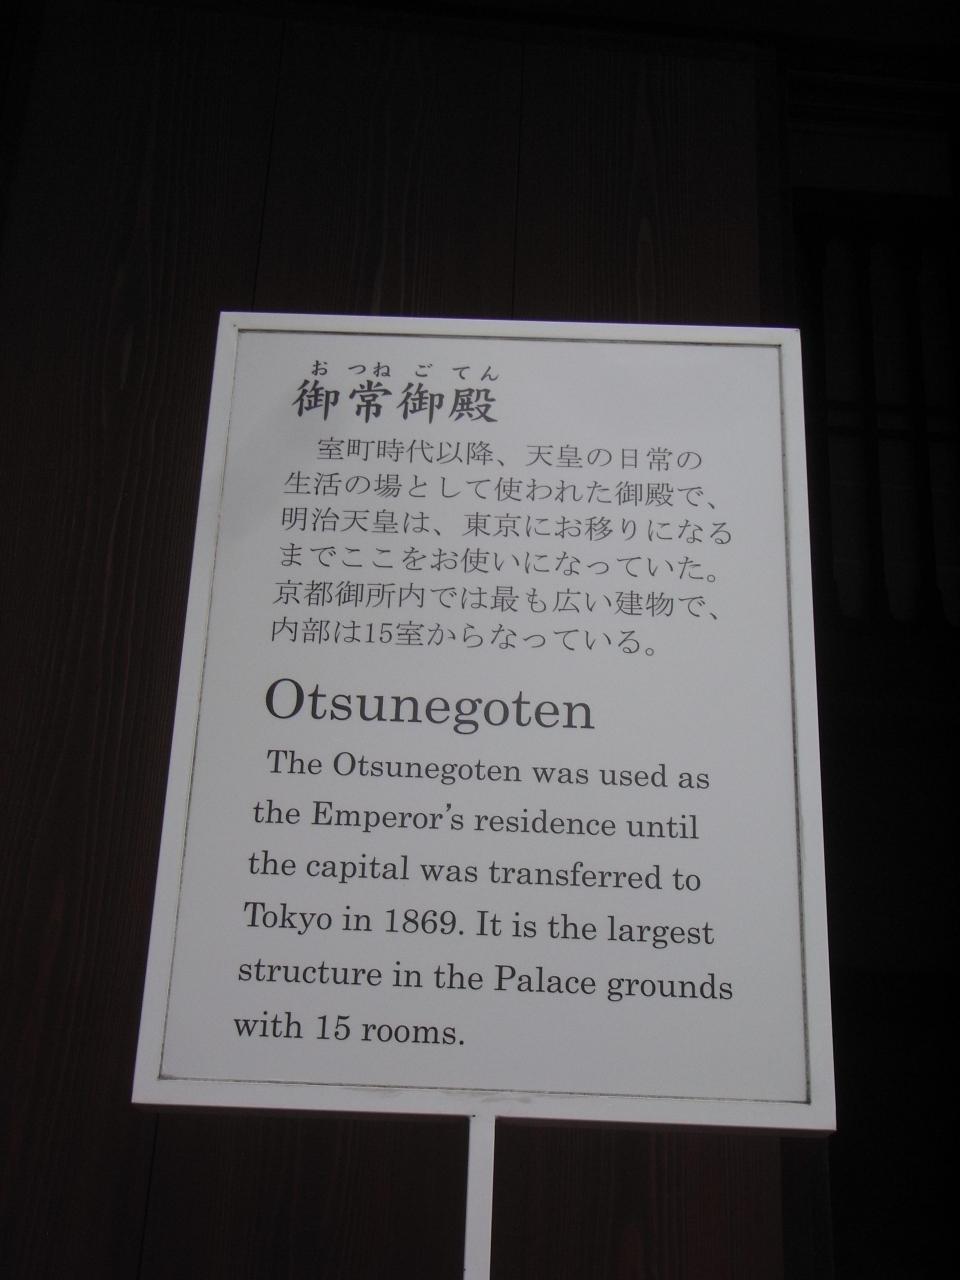 おつねごてん
御常御殿
室町時代以降、天皇の日常の
生活の場として使われた御殿で、
明治天皇は、東京にお移りになる
までここをお使いになっていた。
京都御所内では最も広い建物で、
内部は15室からなっている。
Otsunegoten
The Otsunegoten was used as
the Emperor's residence until
the capital was transferred to
Tokyo in 1869. It is the largest
structure in the Palace grounds
with 15 rooms.